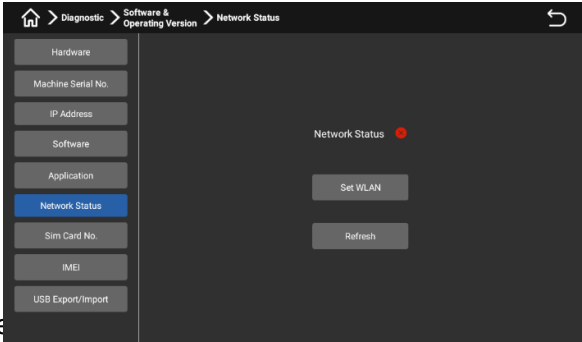 Diagnostic
Software &
Operating Version
Network Status
Hardware
Machine Serial No.
IP Address
Software
Application
Network Status
Sim Card No.
IMEI
USB Export/Import
Network Status
Set WLAN
Refresh